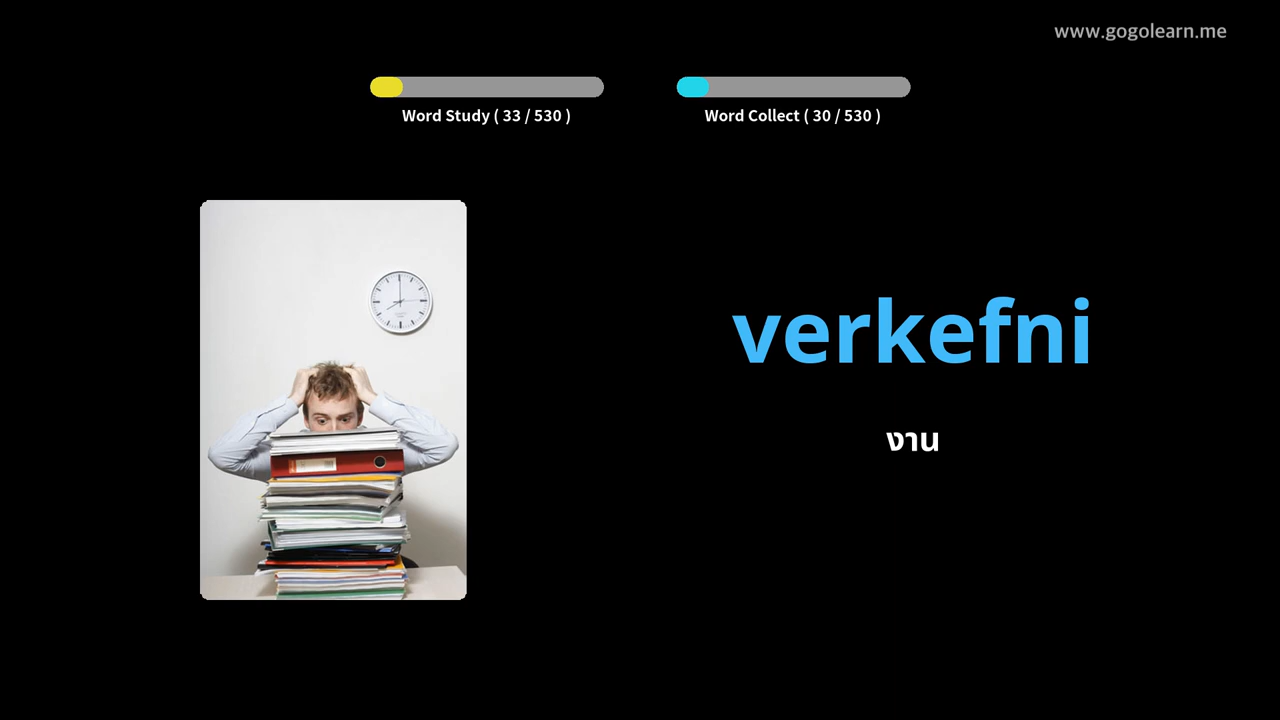 www.gogolearn.me
Word Study ( 33 / 530 )
Word Collect ( 30 / 530 )
verkefni
งาน